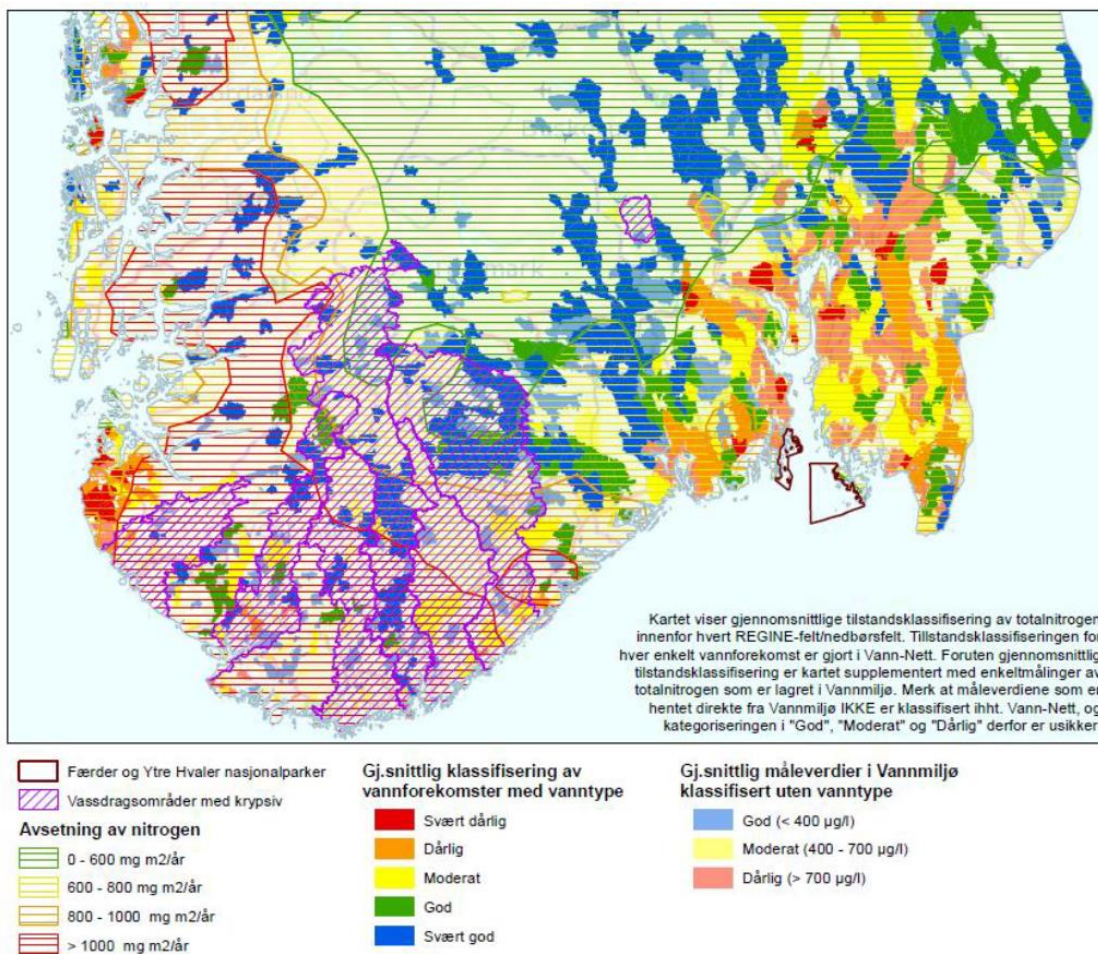 Kartet viser gjennomsnittlige tilstandsklassifisering av totalnitrogen
innenfor hvert REGINE-felt/nedbørsfelt. Tillstandsklassifiseringen for
hver enkelt vannforekomst er gjort i Vann-Nett. Foruten gjennomsnittlig
tilstandsklassifisering er kartet supplementert med enkeltmålinger av
totalnitrogen som er lagret i Vannmiljø. Merk at måleverdiene som er
hentet direkte fra Vannmiljø IKKE er klassifisert ihht. Vann-Nett, og
kategoriseringen i "God", "Moderat" og "Dårlig" derfor er usikker
Færder og Ytre Hvaler nasjonalparker
Vassdragsområder med krypsiv
Avsetning av nitrogen
0 - 600 mg m2/år
600 - 800 mg m2/år
800 - 1000 mg m2/år
> 1000 mg m2/år
Gj.snittlig klassifisering av
vannforekomster med vanntype
Svært dårlig
Dårlig
Moderat
God
Svært god
Gj.snittlig måleverdier i Vannmiljø
klassifisert uten vanntype
God (< 400 µg/l)
Moderat (400 - 700 µg/l)
Dårlig (> 700 µg/l)